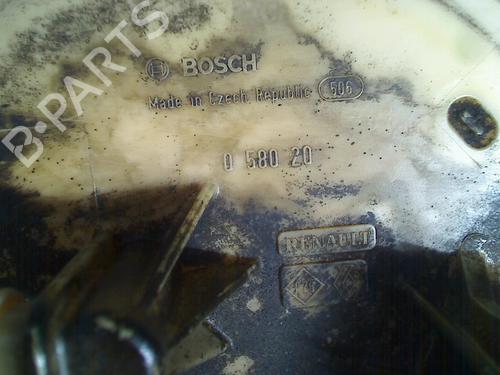 B-PARTS
BOSCH
Made in Czech. Republic 506
0 580 20
RENAULT